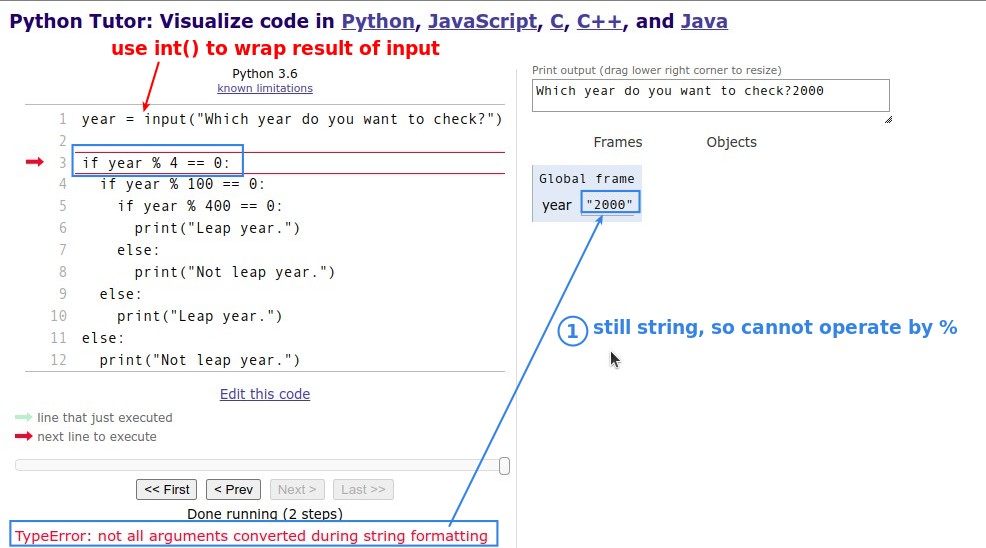 Python Tutor: Visualize code in Python, JavaScript, C, C++, and Java
use int() to wrap result of input
Python 3.6
known limitations
1 year = input("Which year do you want to check?")
2
3 if year % 4 == 0:
4 if year % 100 == 0:
5 if year % 400 == 0:
6 print("Leap year.")
7 else:
8 print("Not leap year.")
9 else:
10 print("Leap year.")
11 else:
12 print("Not leap year.")
Edit this code
line that just executed
next line to execute
<< First < Prev Next > Last >>
Done running (2 steps)
TypeError: not all arguments converted during string formatting
Print output (drag lower right corner to resize)
Which year do you want to check?2000
Frames Objects
Global frame
year "2000"
1 still string, so cannot operate by %